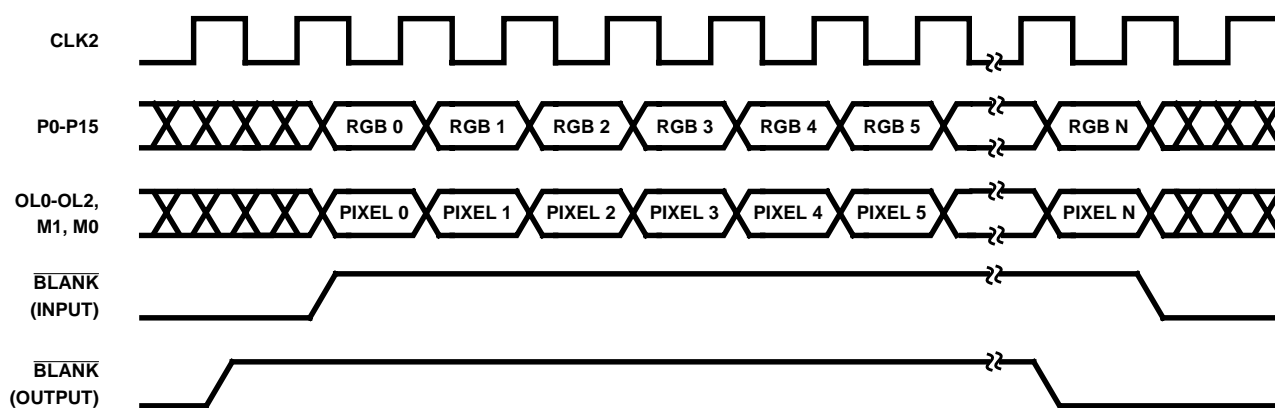 CLK2
P0-P15
RGB 0 RGB 1 RGB 2 RGB 3 RGB 4 RGB 5 RGB N
OL0-OL2,
M1, M0
PIXEL 0 PIXEL 1 PIXEL 2 PIXEL 3 PIXEL 4 PIXEL 5 PIXEL N
BLANK
(INPUT)
BLANK
(OUTPUT)